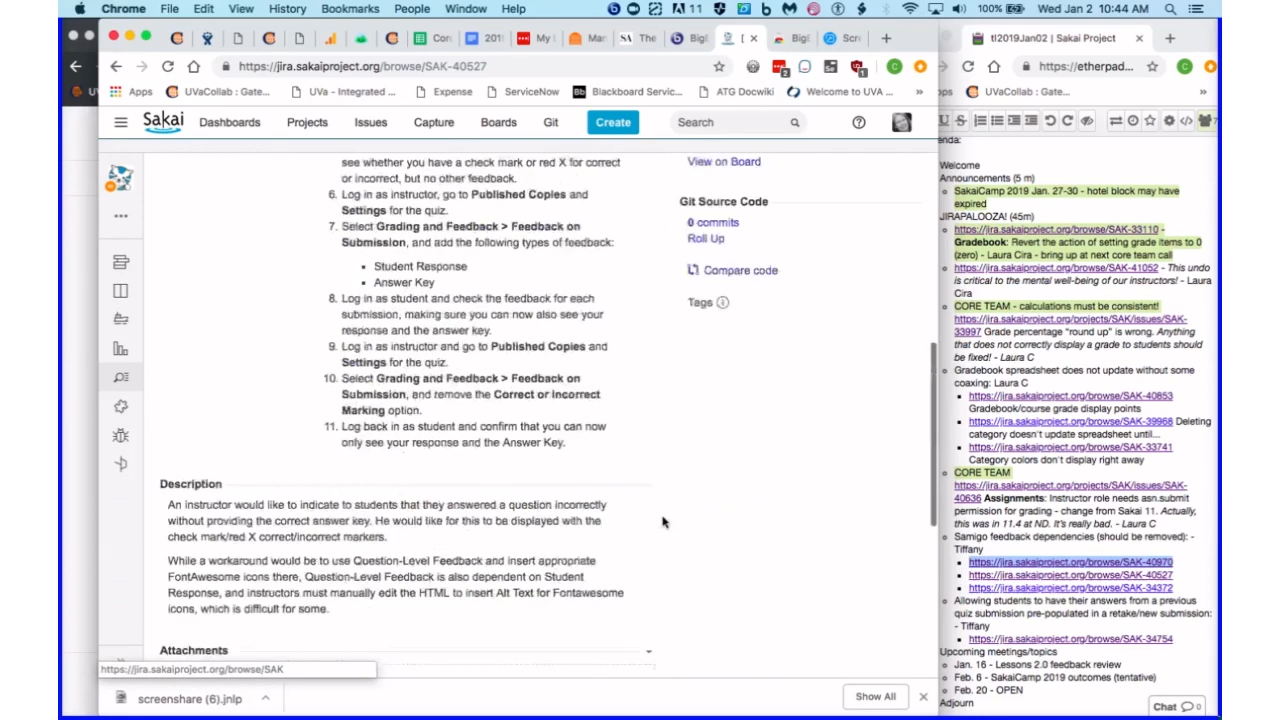 Chrome File Edit View History Bookmarks People Window Help 11 100% Wed Jan 2 10:44 AM
Con 2019 My Mar SA The BigB [ BigB Scre
tl2019Jan02 | Sakai Project
https://jira.sakaiproject.org/browse/SAK-40527
https://etherpad...
Apps UVaCollab : Gate... UVa - Integrated ... Expense ServiceNow Bb Blackboard Servic... ATG Docwiki Welcome to UVA ... »
UVaCollab : Gate... »
Sakai Dashboards Projects Issues Capture Boards Git Create Search
see whether you have a check mark or red X for correct
or incorrect, but no other feedback.
6. Log in as instructor, go to Published Copies and
Settings for the quiz.
7. Select Grading and Feedback > Feedback on
Submission, and add the following types of feedback:
Student Response
Answer Key
8. Log in as student and check the feedback for each
submission, making sure you can now also see your
response and the answer key.
9. Log in as instructor and go to Published Copies and
Settings for the quiz.
10. Select Grading and Feedback > Feedback on
Submission, and remove the Correct or Incorrect
Marking option.
11. Log back in as student and confirm that you can now
only see your response and the Answer Key.
Description
An instructor would like to indicate to students that they answered a question incorrectly
without providing the correct answer key. He would like for this to be displayed with the
check mark/red X correct/incorrect markers.
While a workaround would be to use Question-Level Feedback and insert appropriate
FontAwesome icons there, Question-Level Feedback is also dependent on Student
Response, and instructors must manually edit the HTML to insert Alt Text for Fontawesome
icons, which is difficult for some.
Attachments
View on Board
Git Source Code
0 commits
Roll Up
Compare code
Tags
https://jira.sakaiproject.org/browse/SAK
screenshare (6).jnlp
Show All
enda:
Welcome
Announcements (5 m)
SakaiCamp 2019 Jan. 27-30 - hotel block may have
expired
JIRAPALOOZA! (45m)
https://jira.sakaiproject.org/browse/SAK-33110 -
Gradebook: Revert the action of setting grade items to 0
(zero) - Laura Cira - bring up at next core team call
https://jira.sakaiproject.org/browse/SAK-41052 - This undo
is critical to the mental well-being of our instructors! - Laura
Cira
CORE TEAM - calculations must be consistent!
https://jira.sakaiproject.org/projects/SAK/issues/SAK-
33997 Grade percentage "round up" is wrong. Anything
that does not correctly display a grade to students should
be fixed! - Laura C
Gradebook spreadsheet does not update without some
coaxing: Laura C
https://jira.sakaiproject.org/browse/SAK-40853
Gradebook/course grade display points
https://jira.sakaiproject.org/browse/SAK-39968 Deleting
category doesn't update spreadsheet until...
https://jira.sakaiproject.org/browse/SAK-33741
Category colors don't display right away
CORE TEAM
https://jira.sakaiproject.org/projects/SAK/issues/SAK-
40636 Assignments: Instructor role needs asn.submit
permission for grading - change from Sakai 11. Actually,
this was in 11.4 at ND. It's really bad. - Laura C
Samigo feedback dependencies (should be removed): -
Tiffany
https://jira.sakaiproject.org/browse/SAK-40970
https://jira.sakaiproject.org/browse/SAK-40527
https://jira.sakaiproject.org/browse/SAK-34372
Allowing students to have their answers from a previous
quiz submission pre-populated in a retake/new submission:
- Tiffany
https://jira.sakaiproject.org/browse/SAK-34754
Upcoming meetings/topics
Jan. 16 - Lessons 2.0 feedback review
Feb. 6 - SakaiCamp 2019 outcomes (tentative)
Feb. 20 - OPEN
Adjourn
Chat 0